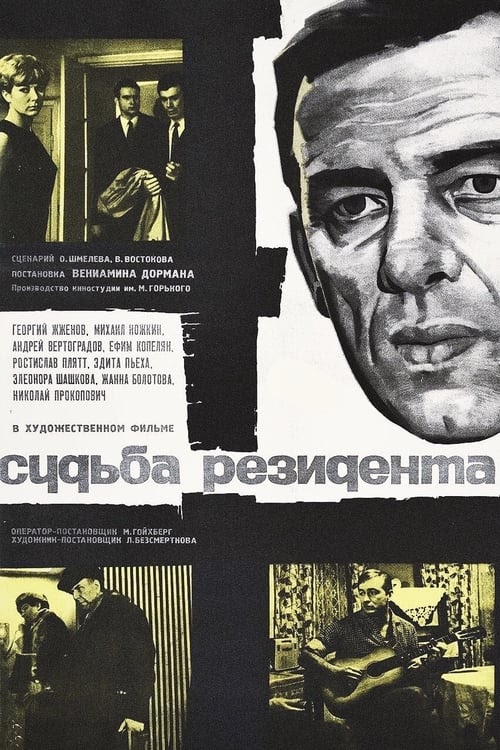 СЦЕНАРИЙ О. ШМЕЛЕВА, В. ВОСТОКОВА
ПОСТАНОВКА ВЕНИАМИНА ДОРМАНА
ПРОИЗВОДСТВО КИНОСТУДИИ ИМ. М. ГОРЬКОГО
ГЕОРГИЙ ЖЖЕНОВ, МИХАИЛ НОЖКИН,
АНДРЕЙ ВЕРТОГРАДОВ, ЕФИМ КОПЕЛЯН,
РОСТИСЛАВ ПЛЯТТ, ЭДИТА ПЬЕХА,
ЭЛЕОНОРА ШАШКОВА, ЖАННА БОЛОТОВА,
НИКОЛАЙ ПРОКОПОВИЧ
В ХУДОЖЕСТВЕННОМ ФИЛЬМЕ
судьба резидента
ОПЕРАТОР-ПОСТАНОВЩИК М. ГОЙХБЕРГ
ХУДОЖНИК-ПОСТАНОВЩИК Л. БЕЗСМЕРТНОВА